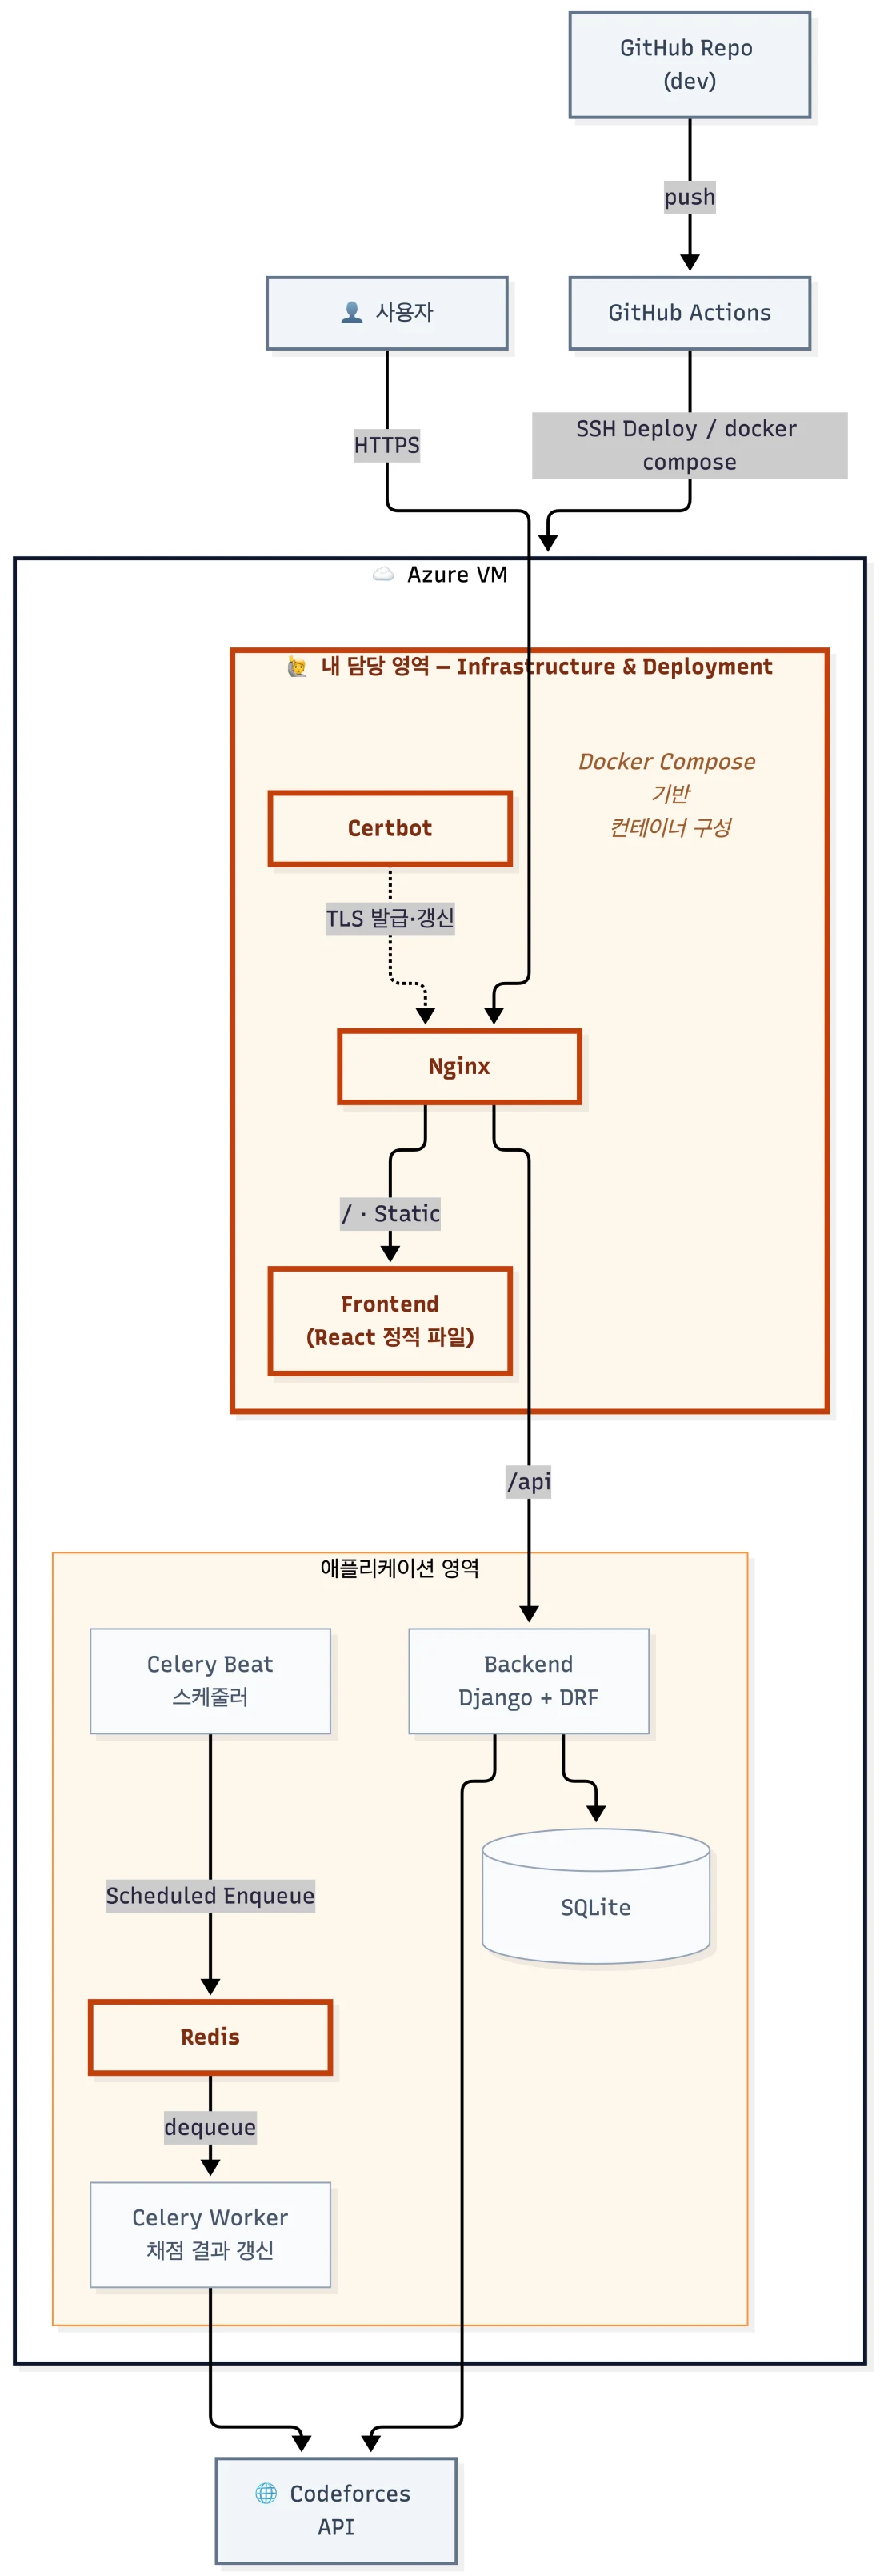 GitHub Repo
(dev)
push
사용자
GitHub Actions
HTTPS
SSH Deploy / docker
compose
Azure VM
내 담당 영역 — Infrastructure & Deployment
Docker Compose
기반
컨테이너 구성
Certbot
TLS 발급·갱신
Nginx
/ · Static
Frontend
(React 정적 파일)
/api
애플리케이션 영역
Celery Beat
스케줄러
Backend
Django + DRF
Scheduled Enqueue
SQLite
Redis
dequeue
Celery Worker
채점 결과 갱신
Codeforces
API